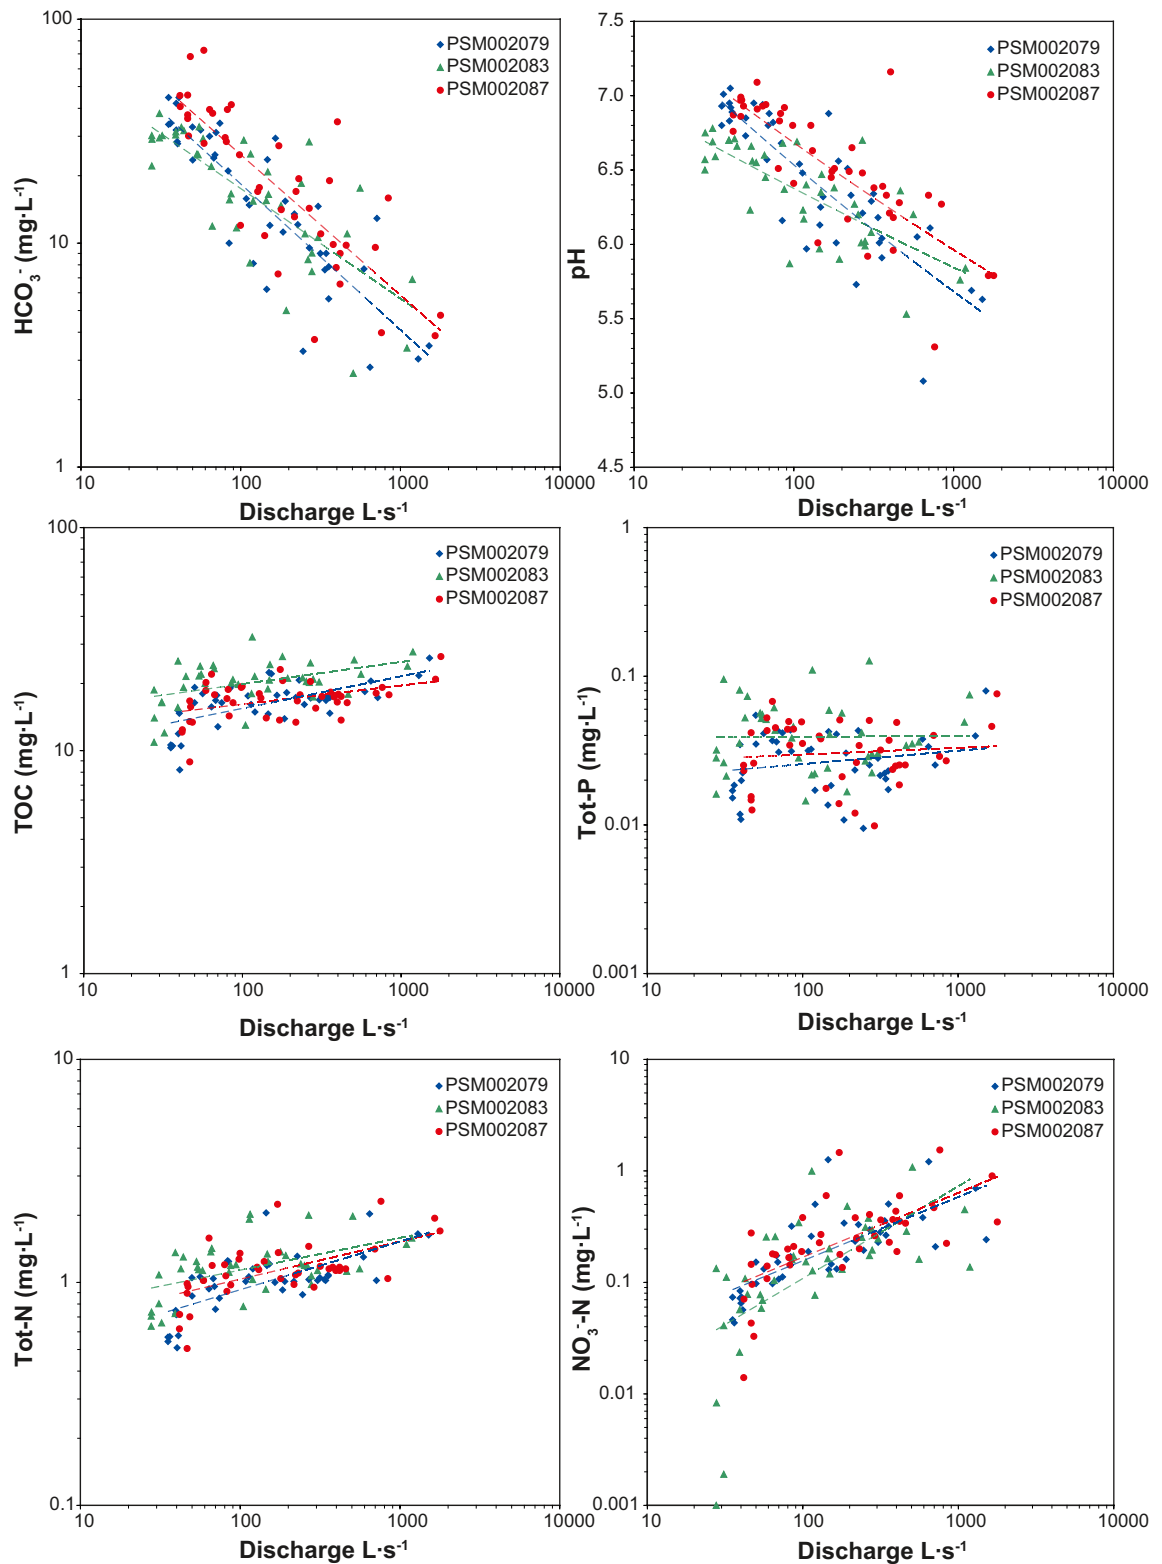 100
10
1
HCO₃⁻ (mg·L⁻¹)
PSM002079
PSM002083
PSM002087
10 100 1000 10000
Discharge L·s⁻¹
7.5
7.0
6.5
6.0
5.5
5.0
4.5
pH
PSM002079
PSM002083
PSM002087
10 100 1000 10000
Discharge L·s⁻¹
100
10
1
TOC (mg·L⁻¹)
PSM002079
PSM002083
PSM002087
10 100 1000 10000
Discharge L·s⁻¹
1
0.1
0.01
0.001
Tot-P (mg·L⁻¹)
PSM002079
PSM002083
PSM002087
10 100 1000 10000
Discharge L·s⁻¹
10
1
0.1
Tot-N (mg·L⁻¹)
PSM002079
PSM002083
PSM002087
10 100 1000 10000
Discharge L·s⁻¹
10
1
0.1
0.01
0.001
NO₃⁻-N (mg·L⁻¹)
PSM002079
PSM002083
PSM002087
10 100 1000 10000
Discharge L·s⁻¹